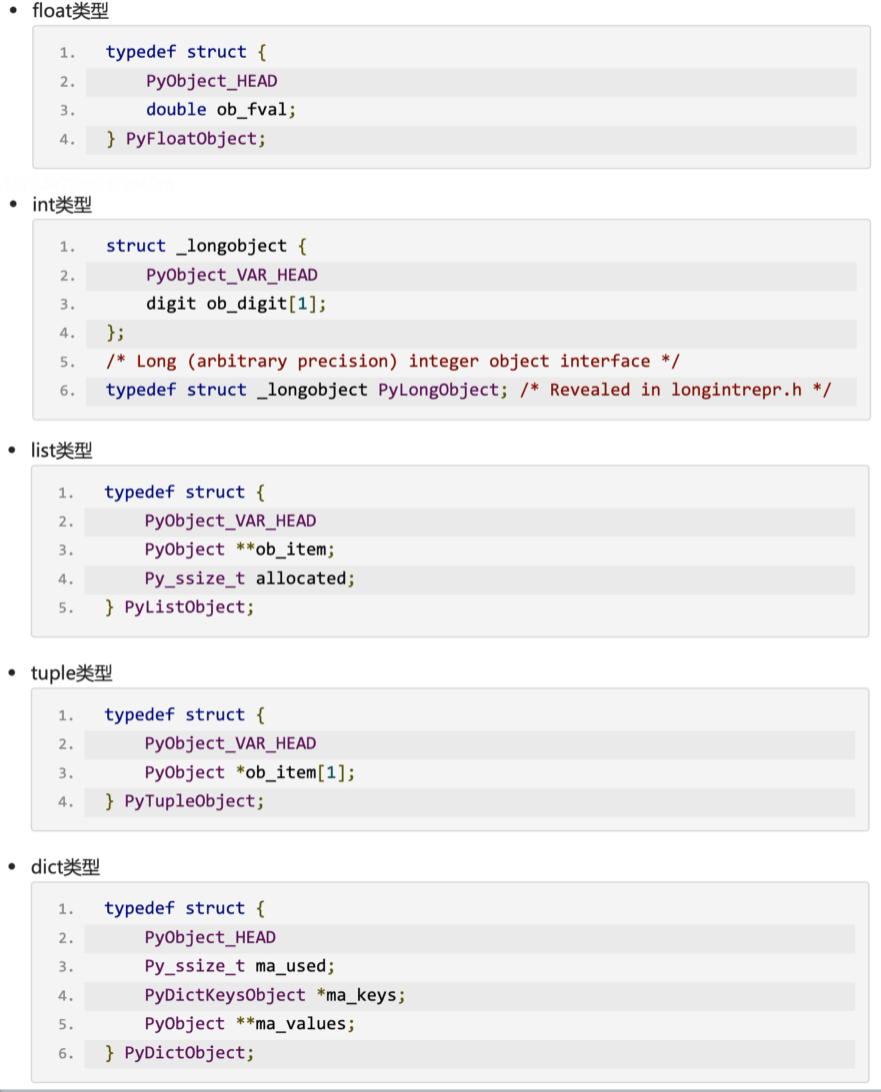 • float类型
1. typedef struct {
2. PyObject_HEAD
3. double ob_fval;
4. } PyFloatObject;
• int类型
1. struct _longobject {
2. PyObject_VAR_HEAD
3. digit ob_digit[1];
4. };
5. /* Long (arbitrary precision) integer object interface */
6. typedef struct _longobject PyLongObject; /* Revealed in longintrepr.h */
• list类型
1. typedef struct {
2. PyObject_VAR_HEAD
3. PyObject **ob_item;
4. Py_ssize_t allocated;
5. } PyListObject;
• tuple类型
1. typedef struct {
2. PyObject_VAR_HEAD
3. PyObject *ob_item[1];
4. } PyTupleObject;
• dict类型
1. typedef struct {
2. PyObject_HEAD
3. Py_ssize_t ma_used;
4. PyDictKeysObject *ma_keys;
5. PyObject **ma_values;
6. } PyDictObject;